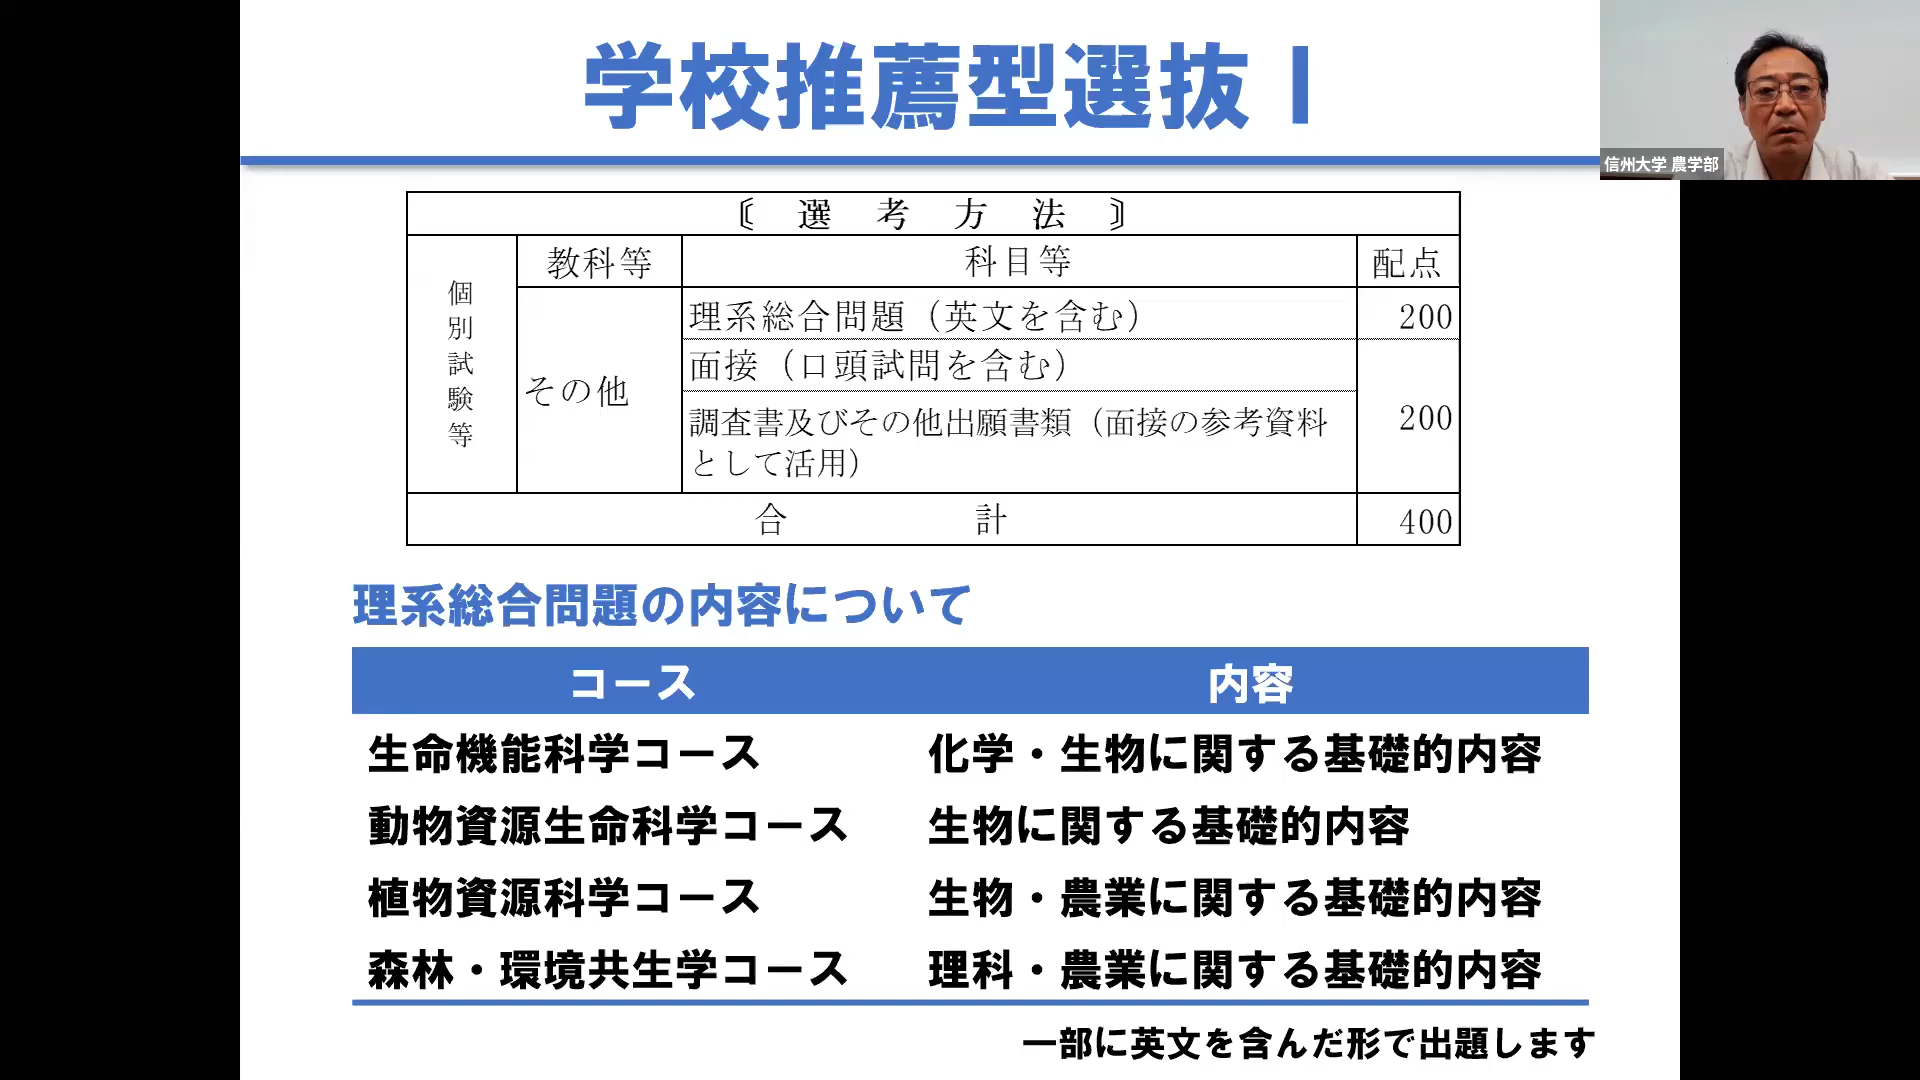 学校推薦型選抜Ⅰ
信州大学 農学部
〘 選 考 方 法 〙
個別試験等
教科等
科目等
配点
その他
理系総合問題（英文を含む）
200
面接（口頭試問を含む）
調査書及びその他出願書類（面接の参考資料
として活用）
200
合 計
400
理系総合問題の内容について
コース
内容
生命機能科学コース
化学・生物に関する基礎的内容
動物資源生命科学コース
生物に関する基礎的内容
植物資源科学コース
生物・農業に関する基礎的内容
森林・環境共生学コース
理科・農業に関する基礎的内容
一部に英文を含んだ形で出題します